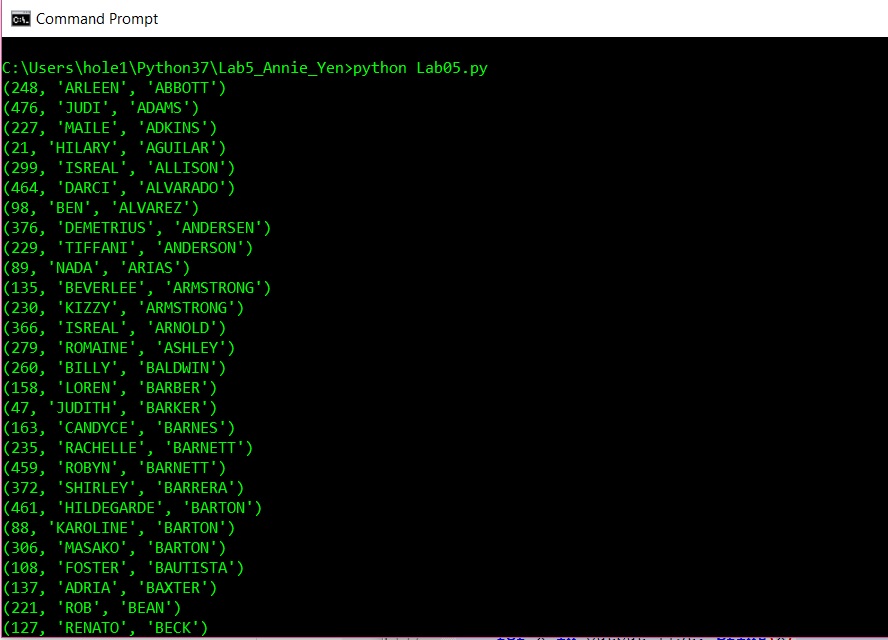 Command Prompt
C:\Users\hole1\Python37\Lab5_Annie_Yen>python Lab05.py
(248, 'ARLEEN', 'ABBOTT')
(476, 'JUDI', 'ADAMS')
(227, 'MAILE', 'ADKINS')
(21, 'HILARY', 'AGUILAR')
(299, 'ISREAL', 'ALLISON')
(464, 'DARCI', 'ALVARADO')
(98, 'BEN', 'ALVAREZ')
(376, 'DEMETRIUS', 'ANDERSEN')
(229, 'TIFFANI', 'ANDERSON')
(89, 'NADA', 'ARIAS')
(135, 'BEVERLEE', 'ARMSTRONG')
(230, 'KIZZY', 'ARMSTRONG')
(366, 'ISREAL', 'ARNOLD')
(279, 'ROMAINE', 'ASHLEY')
(260, 'BILLY', 'BALDWIN')
(158, 'LOREN', 'BARBER')
(47, 'JUDITH', 'BARKER')
(163, 'CANDYCE', 'BARNES')
(235, 'RACHELLE', 'BARNETT')
(459, 'ROBYN', 'BARNETT')
(372, 'SHIRLEY', 'BARRERA')
(461, 'HILDEGARDE', 'BARTON')
(88, 'KAROLINE', 'BARTON')
(306, 'MASAKO', 'BARTON')
(108, 'FOSTER', 'BAUTISTA')
(137, 'ADRIA', 'BAXTER')
(221, 'ROB', 'BEAN')
(127, 'RENATO', 'BECK')